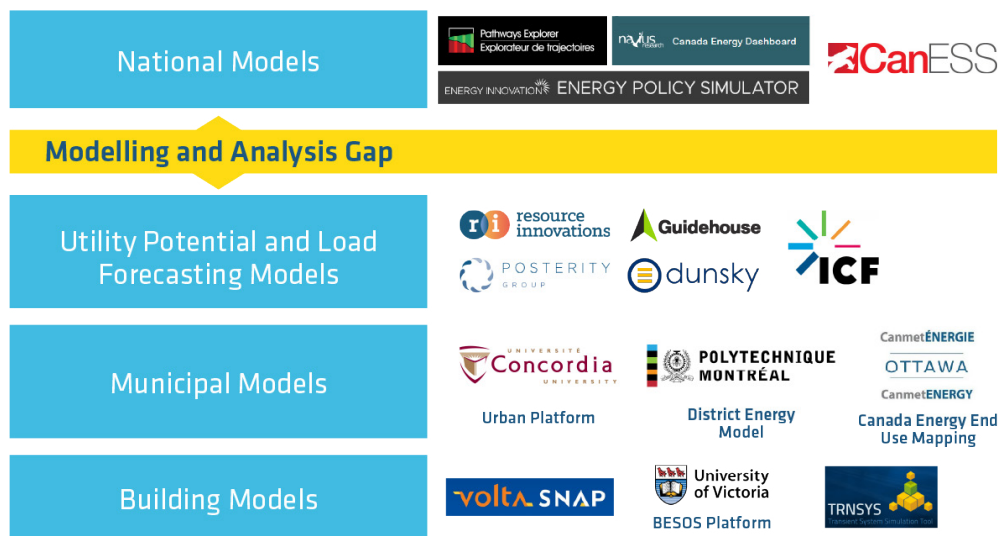 National Models
Pathways Explorer
Explorateur de trajectoires
navius research
Canada Energy Dashboard
ENERGY INNOVATION
ENERGY POLICY SIMULATOR
CanESS
Modelling and Analysis Gap
Utility Potential and Load
Forecasting Models
ri
resource
innovations
Guidehouse
ICF
POSTERITY
GROUP
dunsky
Municipal Models
UNIVERSITÉ
Concordia
UNIVERSITY
Urban Platform
POLYTECHNIQUE
MONTRÉAL
District Energy
Model
CanmetÉNERGIE
OTTAWA
CanmetENERGY
Canada Energy End
Use Mapping
Building Models
VOLTA SNAP
University
of Victoria
BESOS Platform
TRNSYS
Transient System Simulation Tool